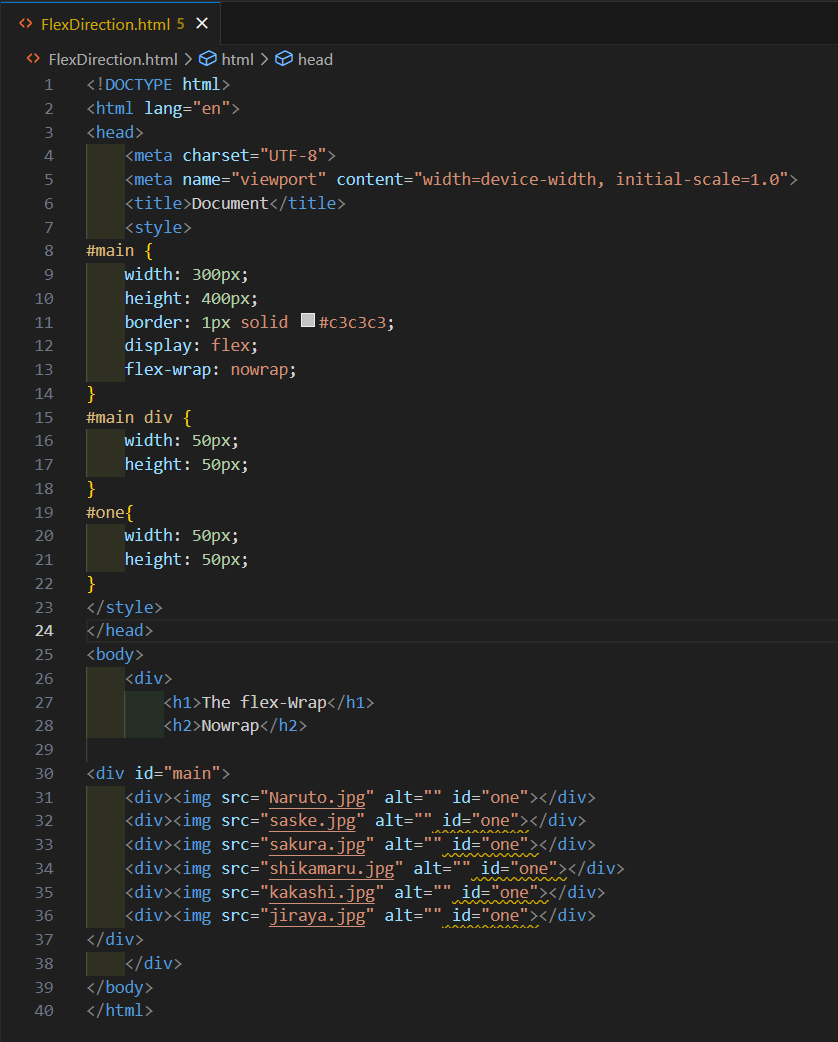 FlexDirection.html 5
FlexDirection.html > html > head
1 <!DOCTYPE html>
2 <html lang="en">
3 <head>
4     <meta charset="UTF-8">
5     <meta name="viewport" content="width=device-width, initial-scale=1.0">
6     <title>Document</title>
7     <style>
8 #main {
9     width: 300px;
10     height: 400px;
11     border: 1px solid #c3c3c3;
12     display: flex;
13     flex-wrap: nowrap;
14 }
15 #main div {
16     width: 50px;
17     height: 50px;
18 }
19 #one{
20     width: 50px;
21     height: 50px;
22 }
23 </style>
24 </head>
25 <body>
26     <div>
27         <h1>The flex-Wrap</h1>
28         <h2>Nowrap</h2>
29
30 <div id="main">
31     <div><img src="Naruto.jpg" alt="" id="one"></div>
32     <div><img src="saske.jpg" alt="" id="one"></div>
33     <div><img src="sakura.jpg" alt="" id="one"></div>
34     <div><img src="shikamaru.jpg" alt="" id="one"></div>
35     <div><img src="kakashi.jpg" alt="" id="one"></div>
36     <div><img src="jiraya.jpg" alt="" id="one"></div>
37 </div>
38     </div>
39 </body>
40 </html>